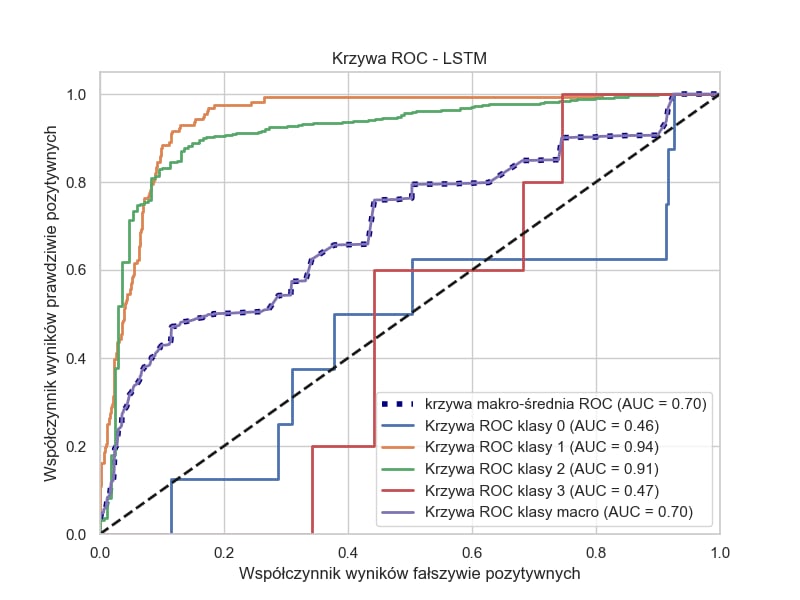 Krzywa ROC - LSTM
Współczynnik wyników prawdziwie pozytywnych
1.0
0.8
0.6
0.4
0.2
0.0
krzywa makro-średnia ROC (AUC = 0.70)
Krzywa ROC klasy 0 (AUC = 0.46)
Krzywa ROC klasy 1 (AUC = 0.94)
Krzywa ROC klasy 2 (AUC = 0.91)
Krzywa ROC klasy 3 (AUC = 0.47)
Krzywa ROC klasy macro (AUC = 0.70)
0.0 0.2 0.4 0.6 0.8 1.0
Współczynnik wyników fałszywie pozytywnych